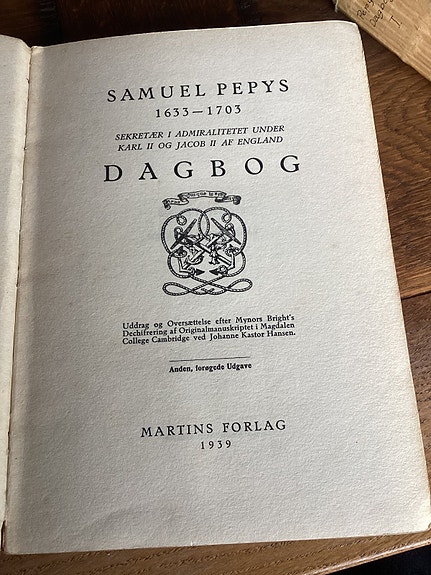 SAMUEL PEPYS
1633—1703
SEKRETÆR I ADMIRALITETET UNDER
KARL II OG JACOB II AF ENGLAND
DAGBOG
Uddrag og Oversættelse efter Mynors Bright's
Dechifrering af Originalmanuskriptet i Magdalen
College Cambridge ved Johanne Kastor Hansen.
Anden, forøgede Udgave
MARTINS FORLAG
1939